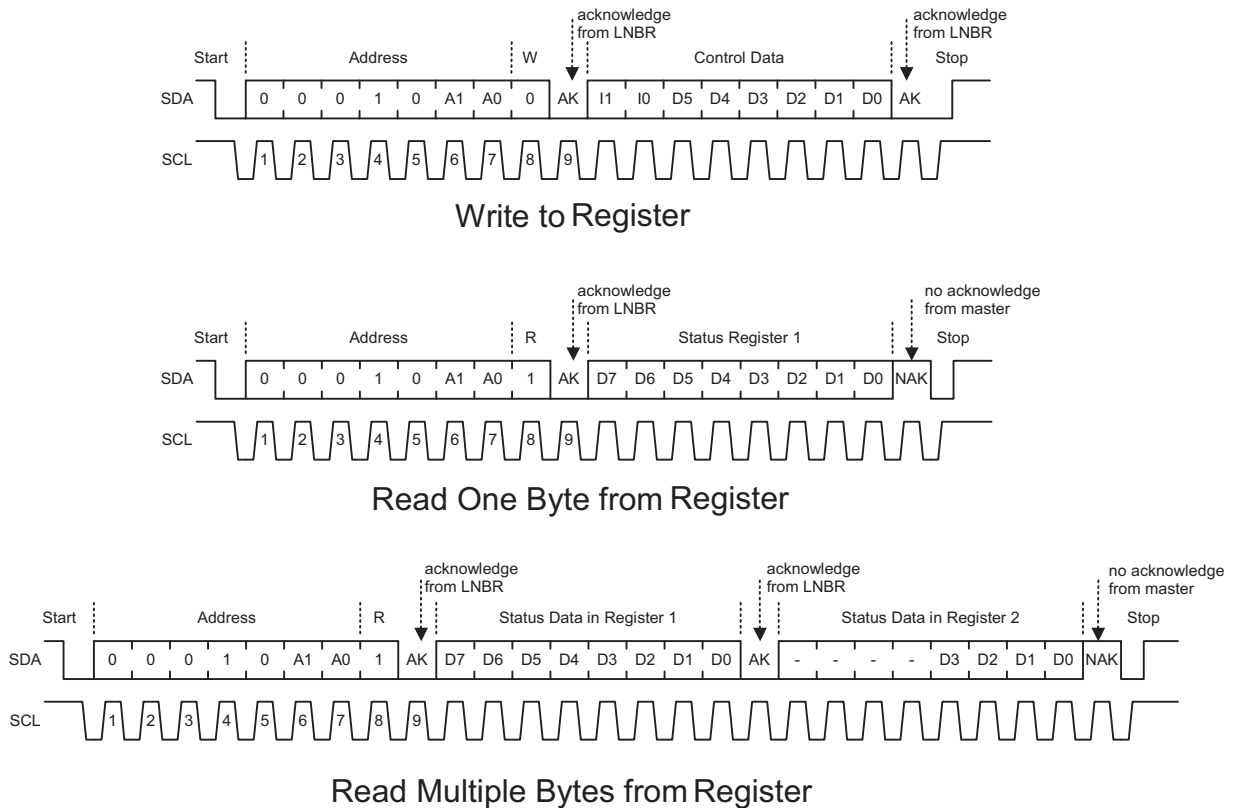 acknowledge
from LNBR
acknowledge
from LNBR
Start Address W Control Data Stop
SDA 0 0 0 1 0 A1 A0 0 AK I1 I0 D5 D4 D3 D2 D1 D0 AK
SCL 1 2 3 4 5 6 7 8 9
Write to Register
acknowledge
from LNBR
no acknowledge
from master
Start Address R Status Register 1 Stop
SDA 0 0 0 1 0 A1 A0 1 AK D7 D6 D5 D4 D3 D2 D1 D0 NAK
SCL 1 2 3 4 5 6 7 8 9
Read One Byte from Register
acknowledge
from LNBR
acknowledge
from LNBR
no acknowledge
from master
Start Address R Status Data in Register 1 Status Data in Register 2 Stop
SDA 0 0 0 1 0 A1 A0 1 AK D7 D6 D5 D4 D3 D2 D1 D0 AK - - - - D3 D2 D1 D0 NAK
SCL 1 2 3 4 5 6 7 8 9
Read Multiple Bytes from Register